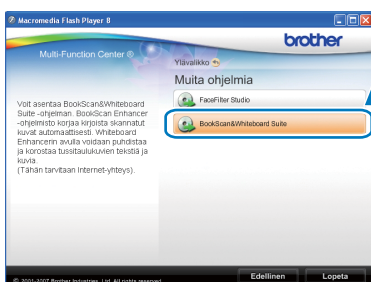 Macromedia Flash Player 8
brother
Multi-Function Center ®
Ylävalikko
Muita ohjelmia
FaceFilter Studio
BookScan&Whiteboard Suite
Voit asentaa BookScan&Whiteboard
Suite -ohjelman. BookScan Enhancer
-ohjelmisto korjaa kirjoista skannatut
kuvat automaattisesti. Whiteboard
Enhancerin avulla voidaan puhdistaa
ja korostaa tussitaulukuvien tekstiä ja
kuvia.
(Tähän tarvitaan Internet-yhteys).
© 2001-2007 Brother Industries, Ltd. All rights reserved.
Edellinen
Lopeta